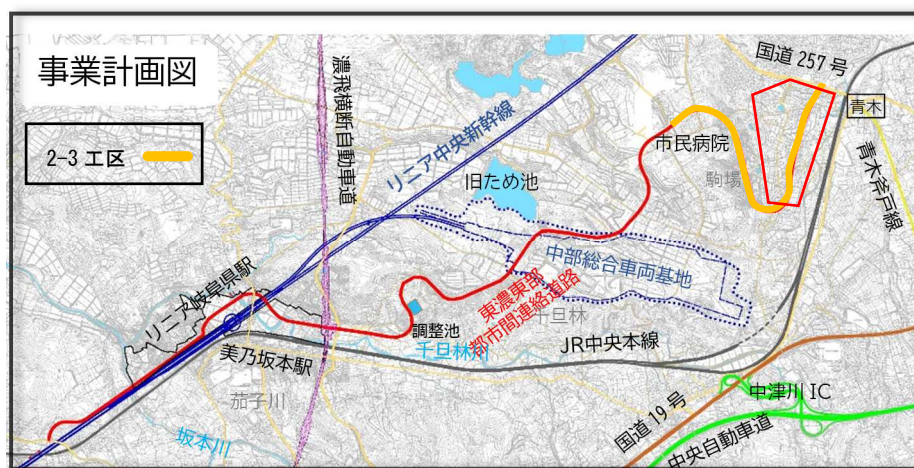 事業計画図
2-3 工区
濃飛横断自動車道
リニア中央新幹線
国道 257 号
青木
青木斧戸線
市民病院
駒場
旧ため池
中部総合車両基地
東濃東部
都市間連絡道路
千旦林
リニア岐阜県駅
調整池
千旦林川
JR中央本線
美乃坂本駅
茄子川
坂本川
国道 19 号
中津川 IC
中央自動車道